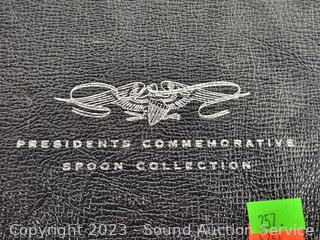 PRESIDENTS COMMEMORATIVE
SPOON COLLECTION
257
Copyright 2023 - Sound Auction Service -